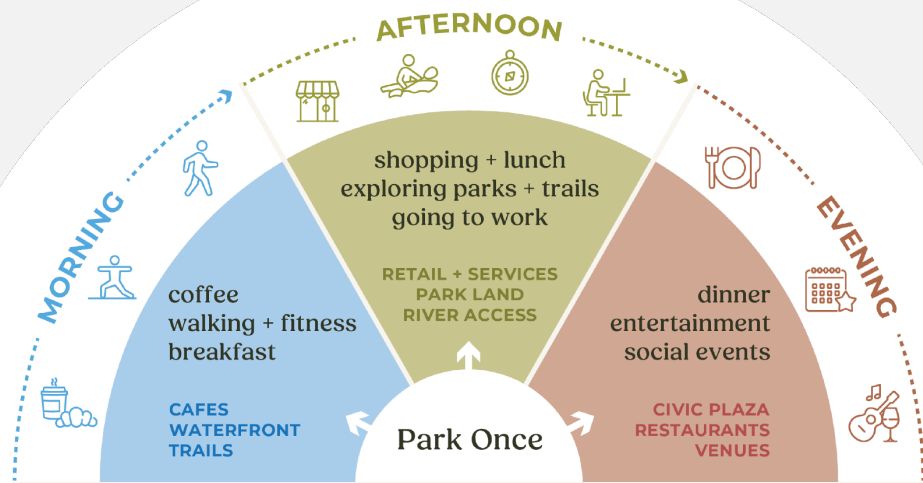 AFTERNOON
MORNING
EVENING
shopping + lunch
exploring parks + trails
going to work
RETAIL + SERVICES
PARK LAND
RIVER ACCESS
coffee
walking + fitness
breakfast
CAFES
WATERFRONT
TRAILS
dinner
entertainment
social events
CIVIC PLAZA
RESTAURANTS
VENUES
Park Once